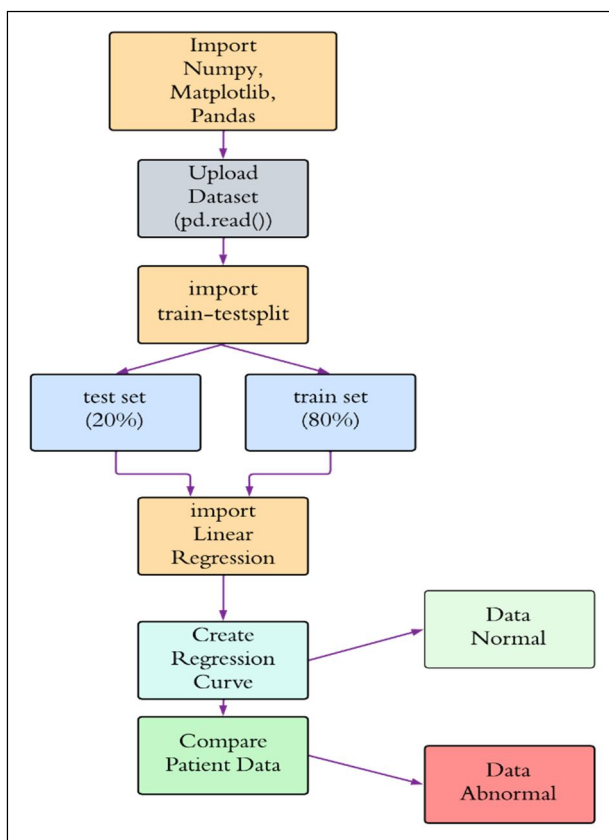 Import
Numpy,
Matplotlib,
Pandas
Upload
Dataset
(pd.read())
import
train-testsplit
test set
(20%)
train set
(80%)
import
Linear
Regression
Create
Regression
Curve
Data
Normal
Compare
Patient Data
Data
Abnormal